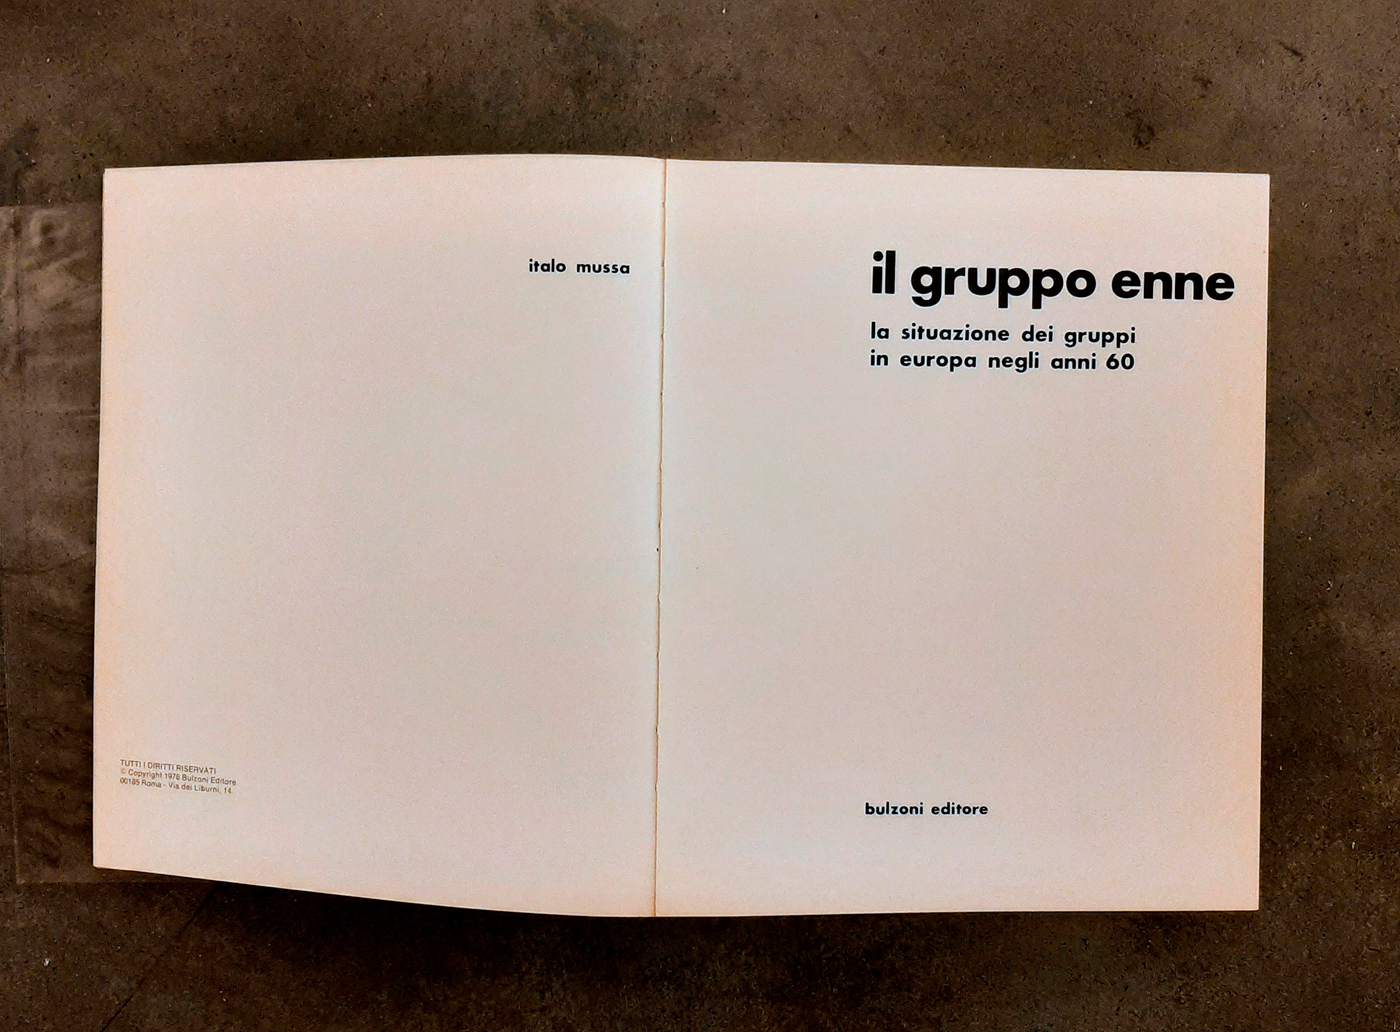 italo mussa
TUTTI I DIRITTI RISERVATI
© Copyright 1976 Bulzoni Editore
00185 Roma - Via dei Liburni, 14
il gruppo enne
la situazione dei gruppi
in europa negli anni 60
bulzoni editore